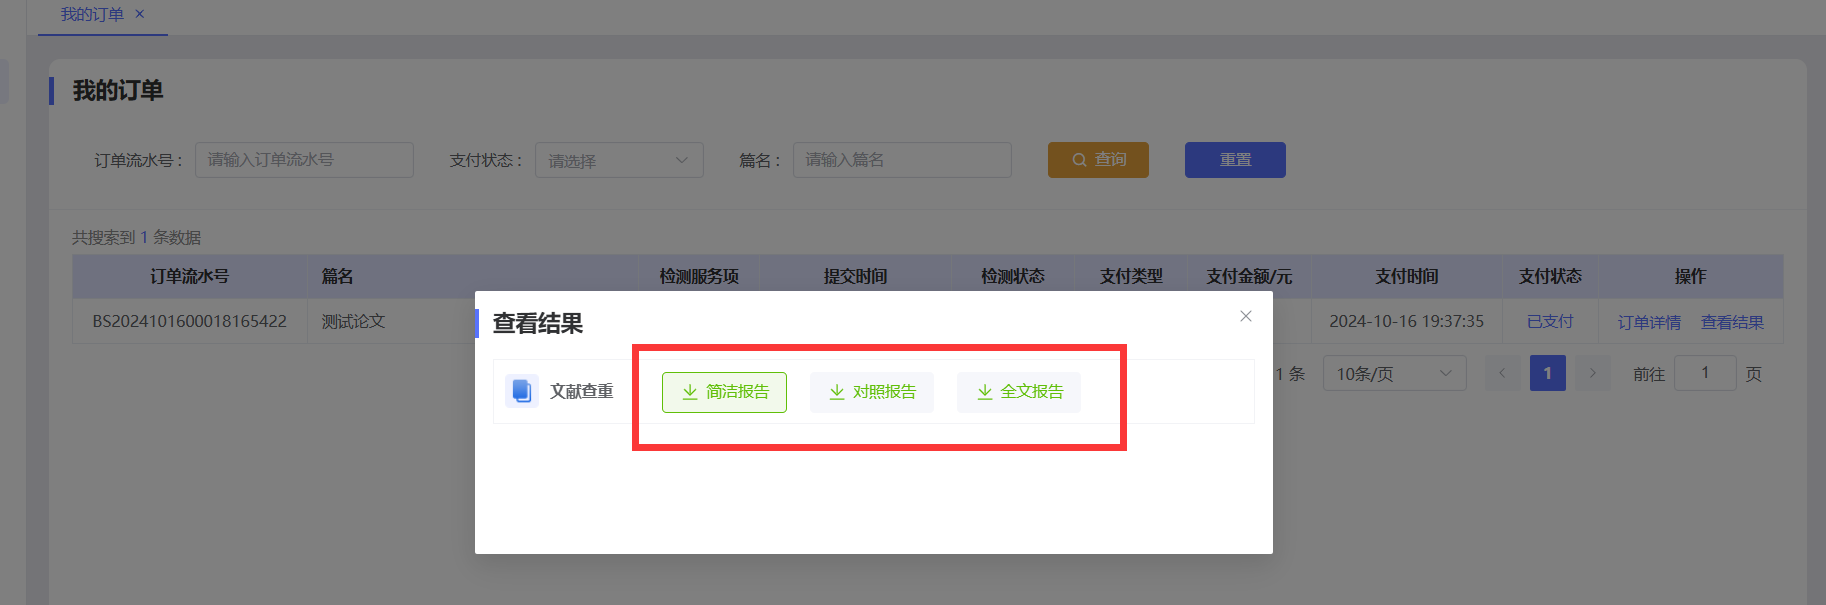 我的订单 ×
我的订单
订单流水号： 请输入订单流水号 支付状态： 请选择 篇名： 请输入篇名 查询 重置
共搜索到 1 条数据
订单流水号 篇名 检测服务项 提交时间 检测状态 支付类型 支付金额/元 支付时间 支付状态 操作
BS2024101600018165422 测试论文 2024-10-16 19:37:35 已支付 订单详情 查看结果
1 条 10条/页 < 1 > 前往 1 页
查看结果 ×
文献查重 简洁报告 对照报告 全文报告